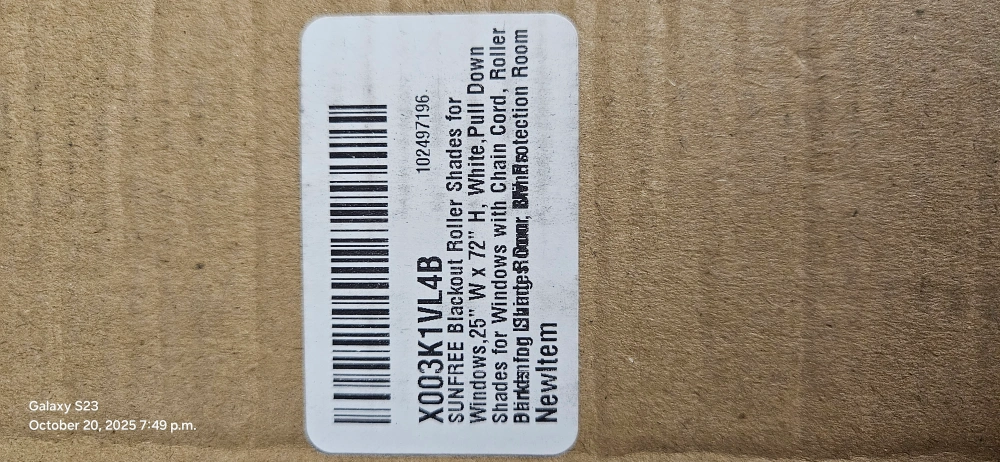 102497196
X003K1VL4B
SUNFREE Blackout Roller Shades for
Windows,25" W x 72" H, White,Pull Down
Shades for Windows with Chain Cord, Roller
Room
NewItem
Galaxy S23
October 20, 2025 7:49 p.m.